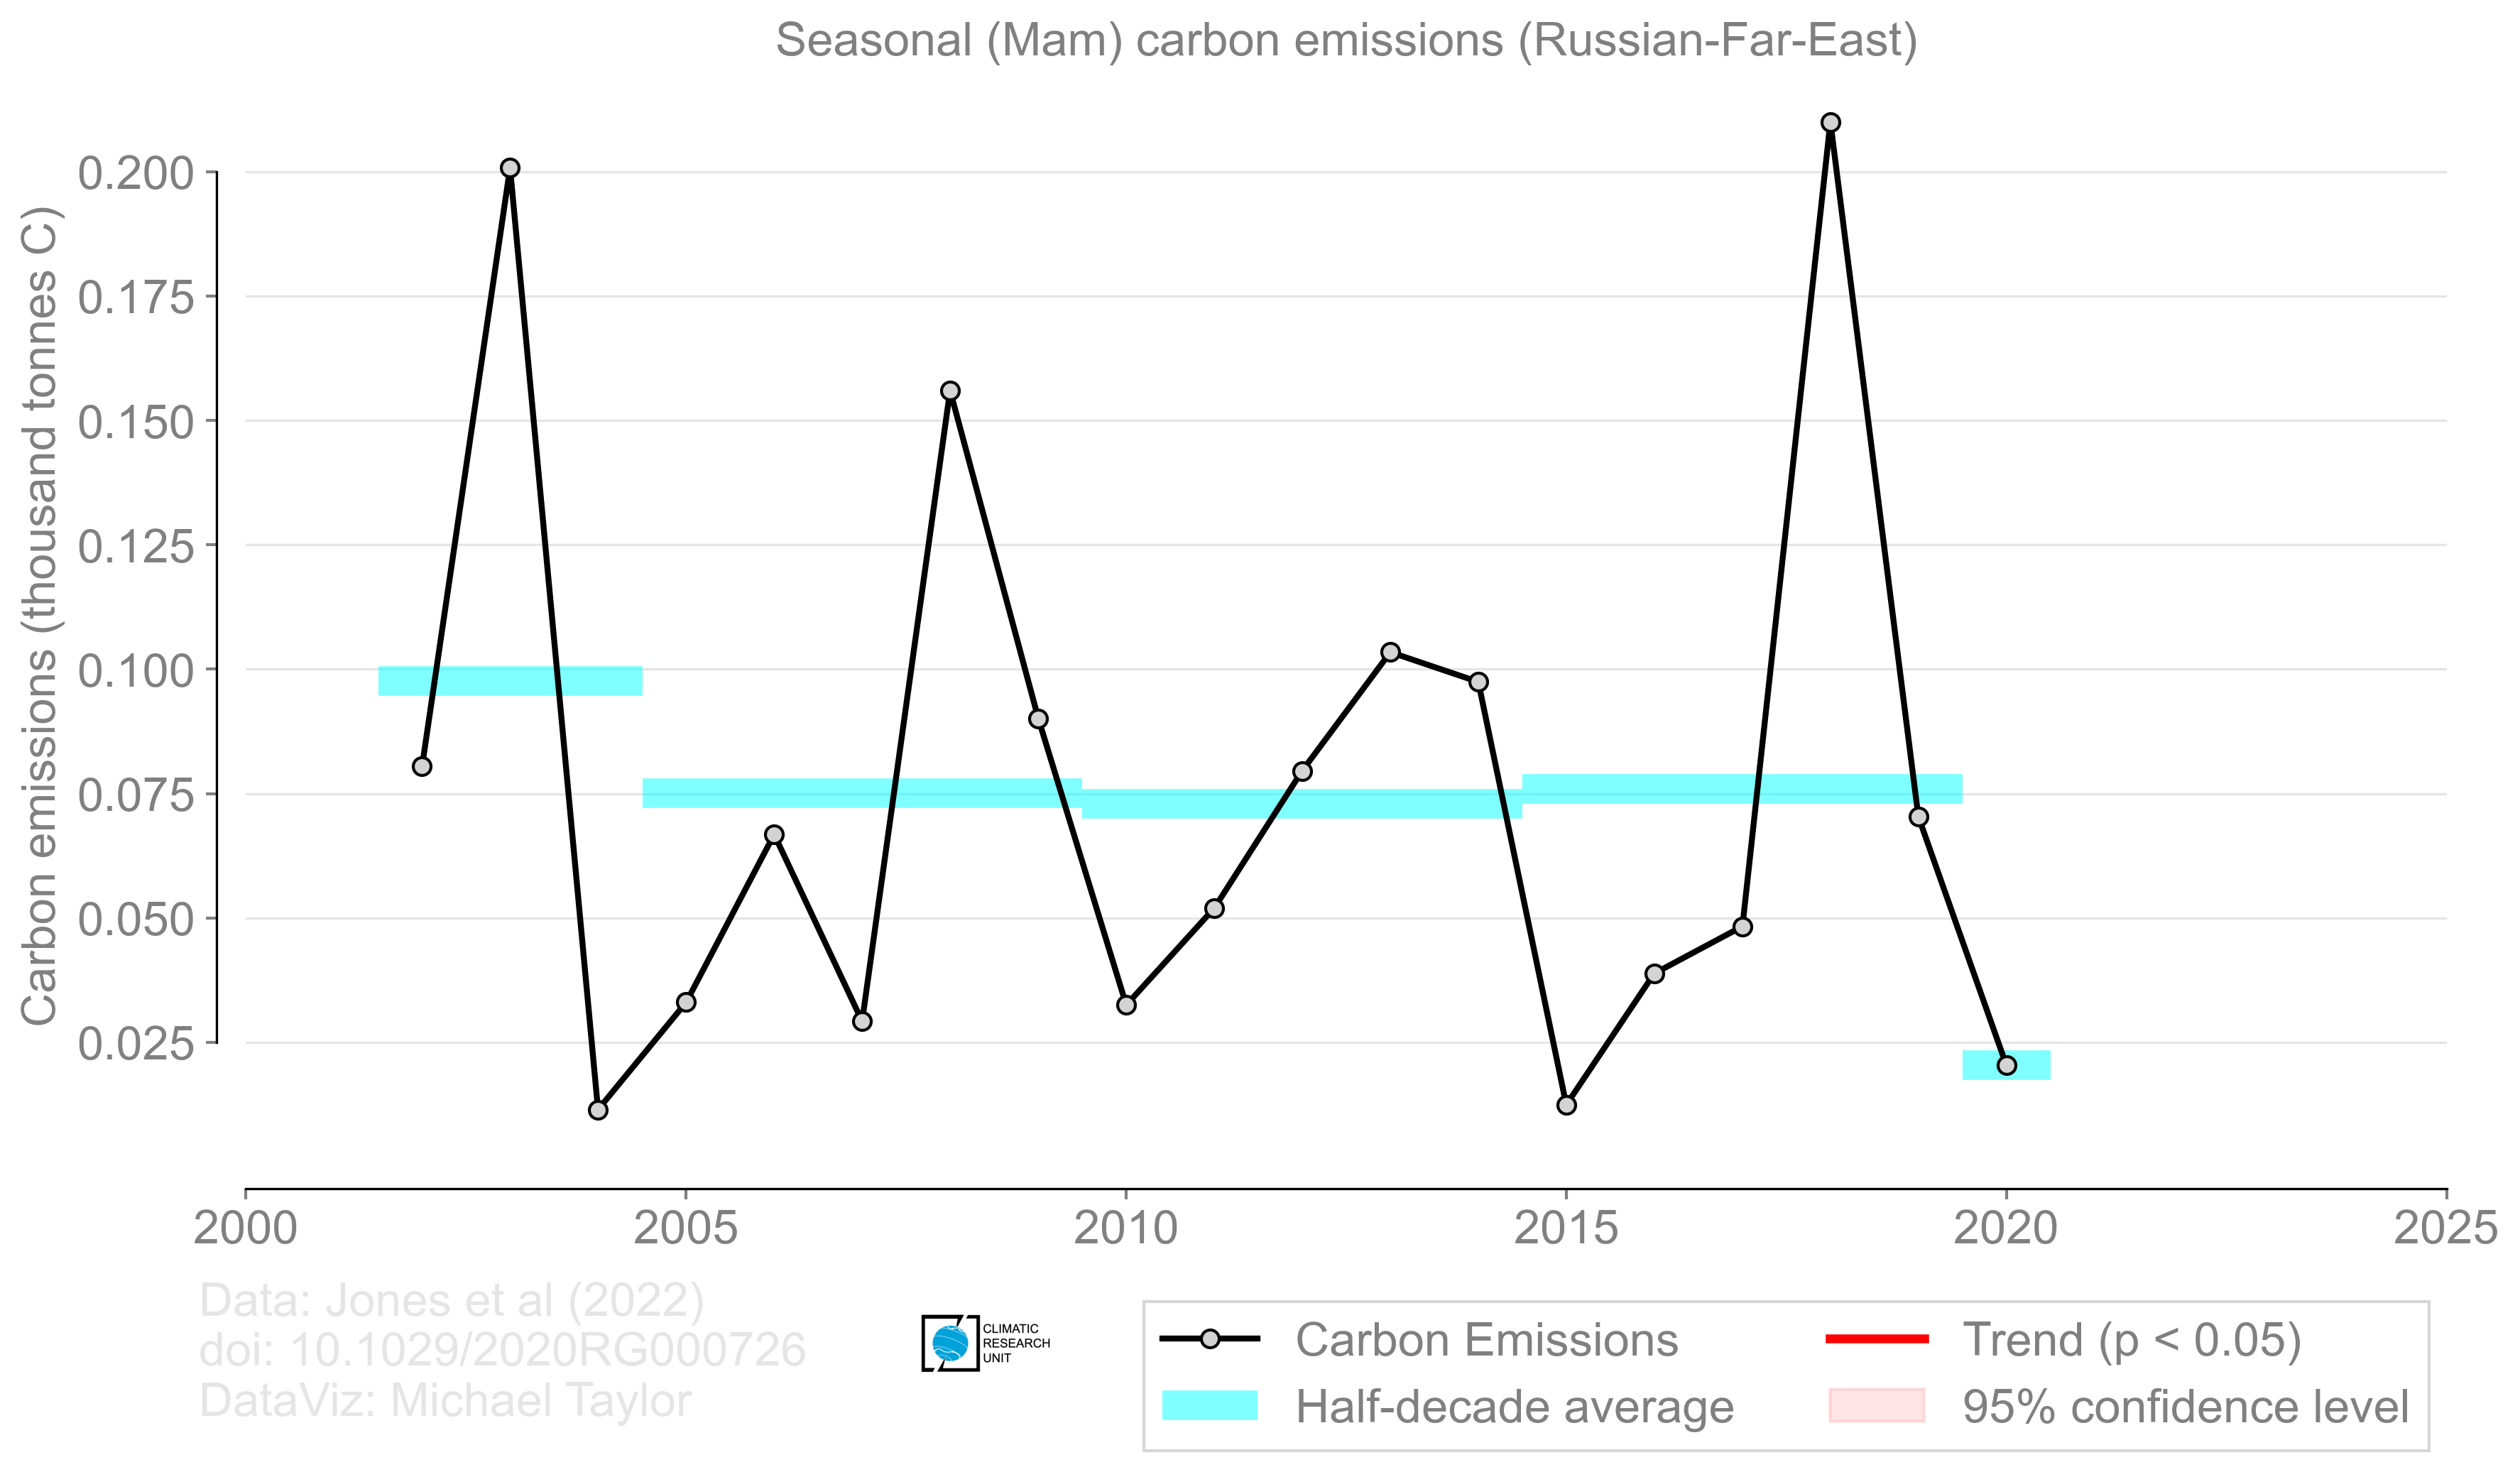 Seasonal (Mam) carbon emissions (Russian-Far-East)
Carbon emissions (thousand tonnes C)
0.200
0.175
0.150
0.125
0.100
0.075
0.050
0.025
2000 2005 2010 2015 2020 2025
Data: Jones et al (2022)
doi: 10.1029/2020RG000726
DataViz: Michael Taylor
CLIMATIC
RESEARCH
UNIT
Carbon Emissions
Half-decade average
Trend (p < 0.05)
95% confidence level